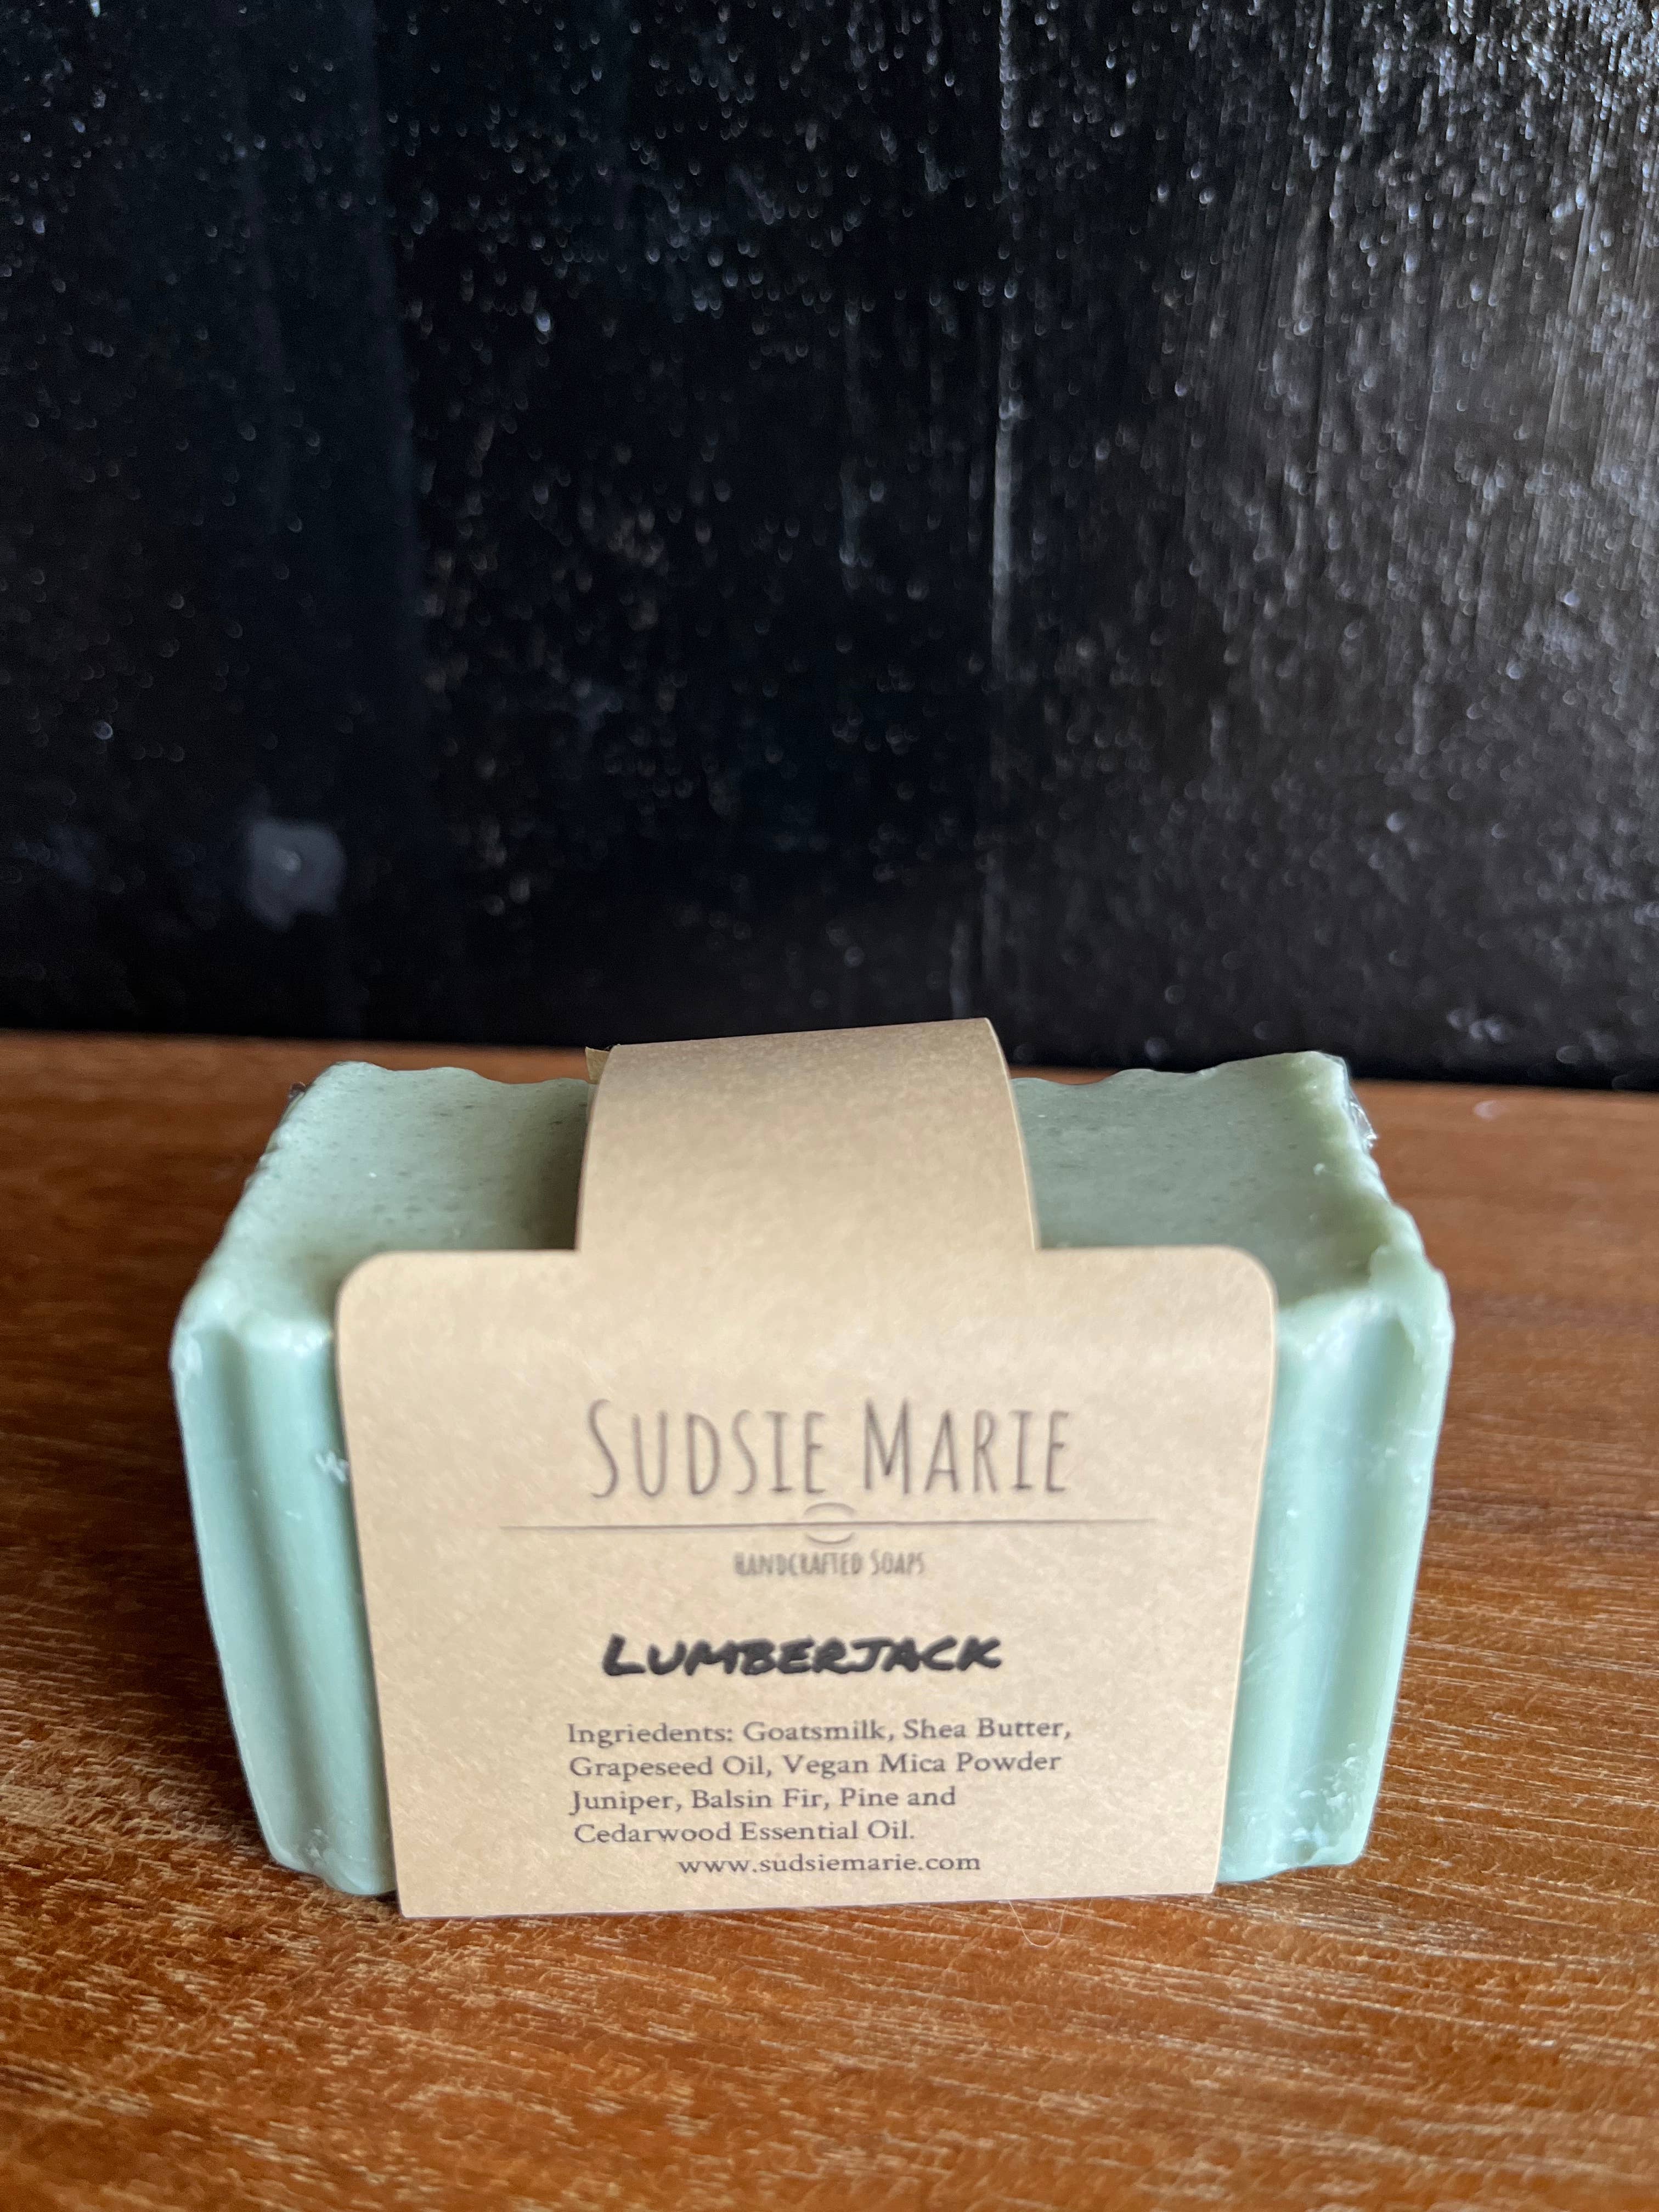 SUDSIE MARIE
HANDCRAFTED SOAPS
LUMBERJACK
Ingriedents: Goatsmilk, Shea Butter,
Grapeseed Oil, Vegan Mica Powder
Juniper, Balsin Fir, Pine and
Cedarwood Essential Oil.
www.sudsiemarie.com